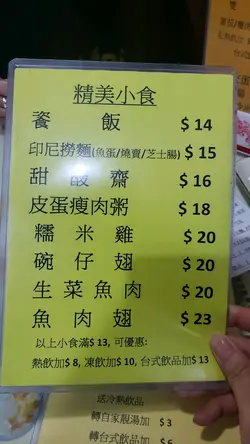 精美小食
餈飯 $14
印尼撈麵(魚蛋/燒賣/芝士腸) $15
甜酸齋 $16
皮蛋瘦肉粥 $18
糯米雞 $20
碗仔翅 $20
生菜魚肉 $20
魚肉翅 $23
以上小食滿$ 13, 可優惠:
熱飲加$ 8, 凍飲加$ 10, 台式飲品加$ 13
送冷熱飲品
轉自家靚湯加 $3
轉台式飲品加